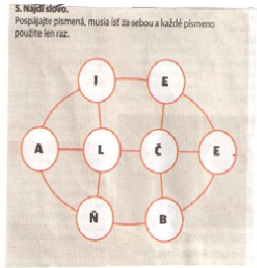 5. Nájdi slovo.
Pospájajte písmená, musia ísť za sebou a každé písmeno
použite len raz.
I E
A L Č E
Ň B